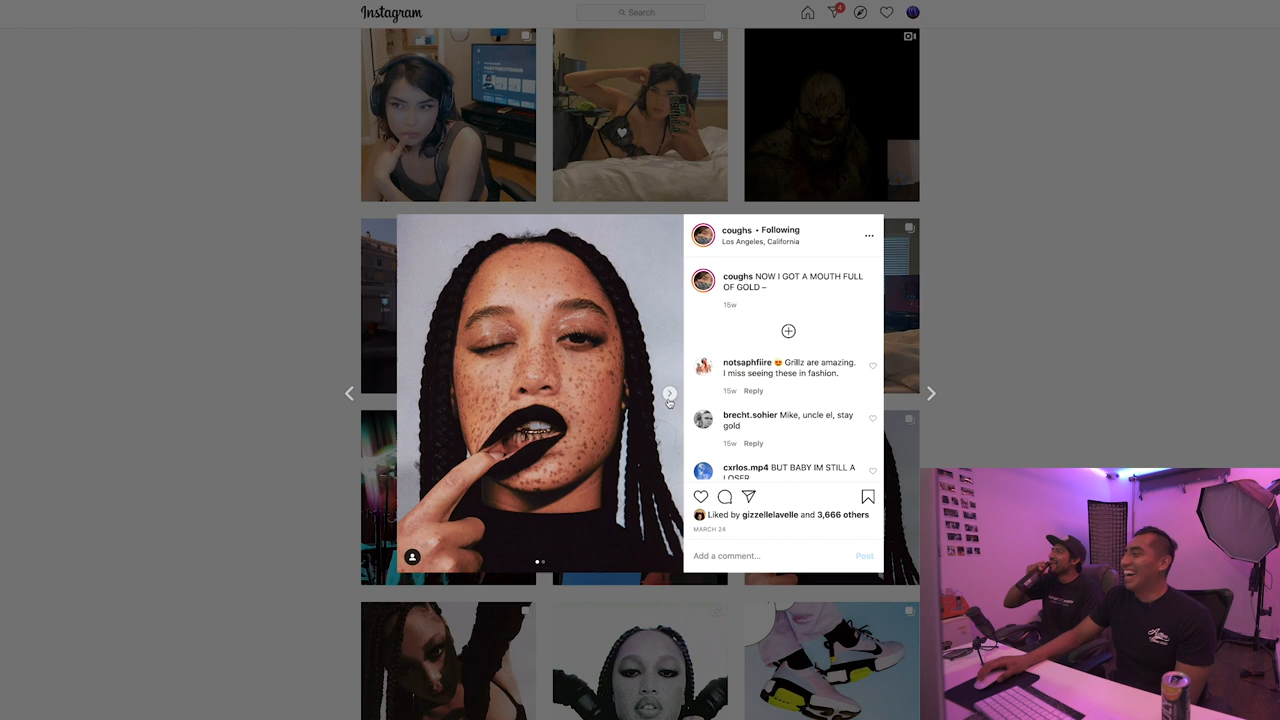 Instagram
Search
4
coughs • Following
Los Angeles, California
coughs NOW I GOT A MOUTH FULL
OF GOLD –
15w
notsaphfiire 😍 Grillz are amazing.
I miss seeing these in fashion.
15w Reply
brecht.sohier Mike, uncle el, stay
gold
15w Reply
cxrlos.mp4 BUT BABY IM STILL A
LOSER
Liked by gizzellelavelle and 3,666 others
MARCH 24
Add a comment...
Post